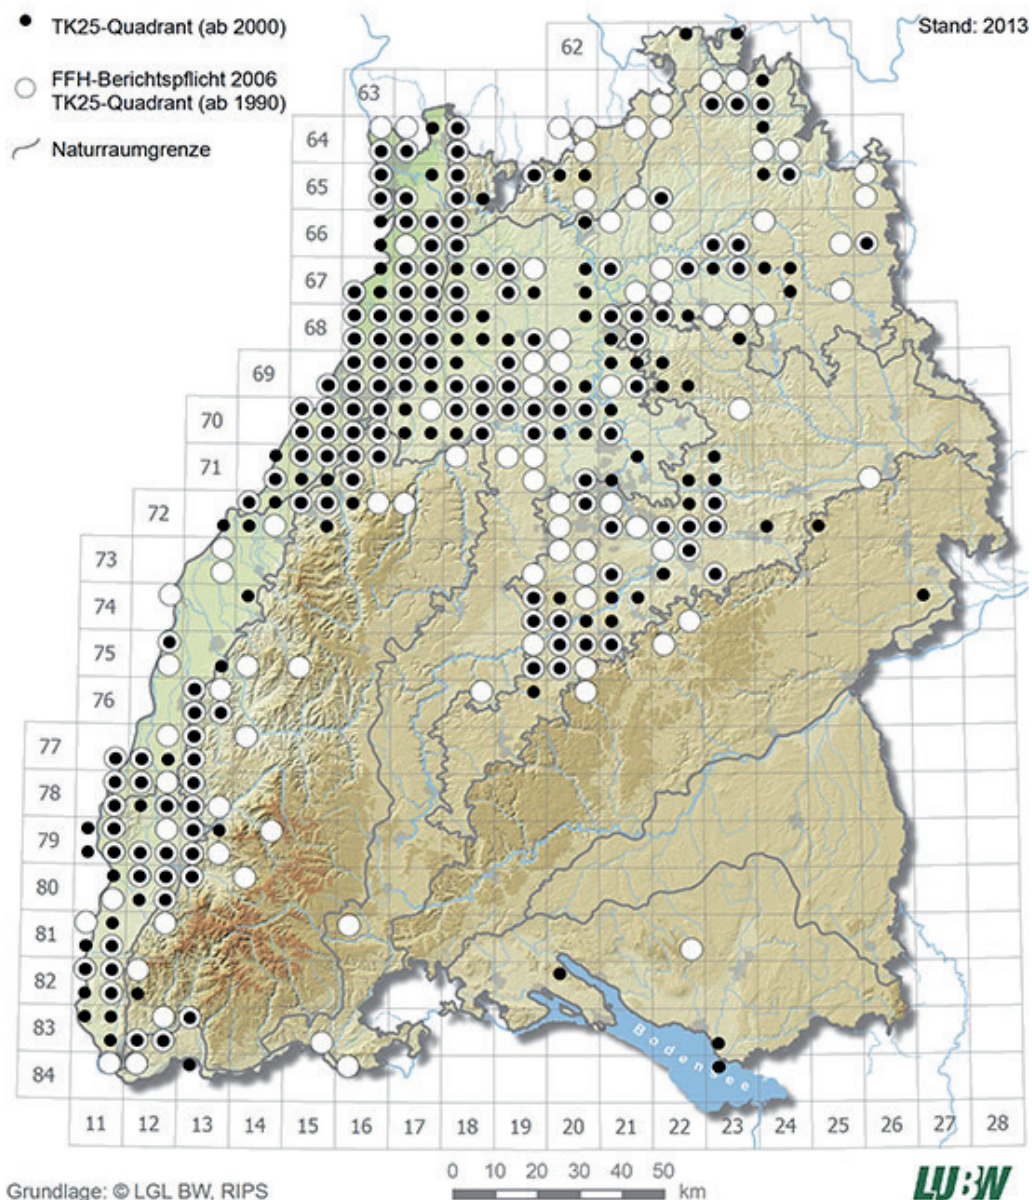 TK25-Quadrant (ab 2000)
Stand: 2013
FFH-Berichtspflicht 2006
TK25-Quadrant (ab 1990)
Naturraumgrenze
62
63
64
65
66
67
68
69
70
71
72
73
74
75
76
77
78
79
80
81
82
83
84
Bodensee
11 12 13 14 15 16 17 18 19 20 21 22 23 24 25 26 27 28
0 10 20 30 40 50
km
Grundlage: © LGL BW, RIPS
LUBW